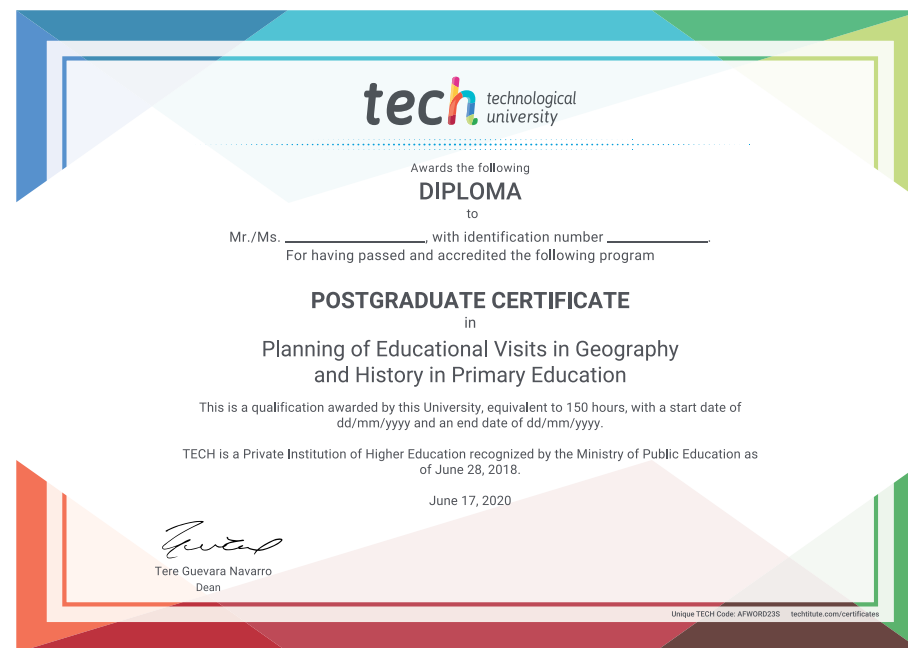 tech technological
university
Awards the following
DIPLOMA
to
Mr./Ms. ____________________, with identification number ______________.
For having passed and accredited the following program
POSTGRADUATE CERTIFICATE
in
Planning of Educational Visits in Geography
and History in Primary Education
This is a qualification awarded by this University, equivalent to 150 hours, with a start date of
dd/mm/yyyy and an end date of dd/mm/yyyy.
TECH is a Private Institution of Higher Education recognized by the Ministry of Public Education as
of June 28, 2018.
June 17, 2020
Tere Guevara Navarro
Dean
Unique TECH Code: AFWORD23S techtitute.com/certificates